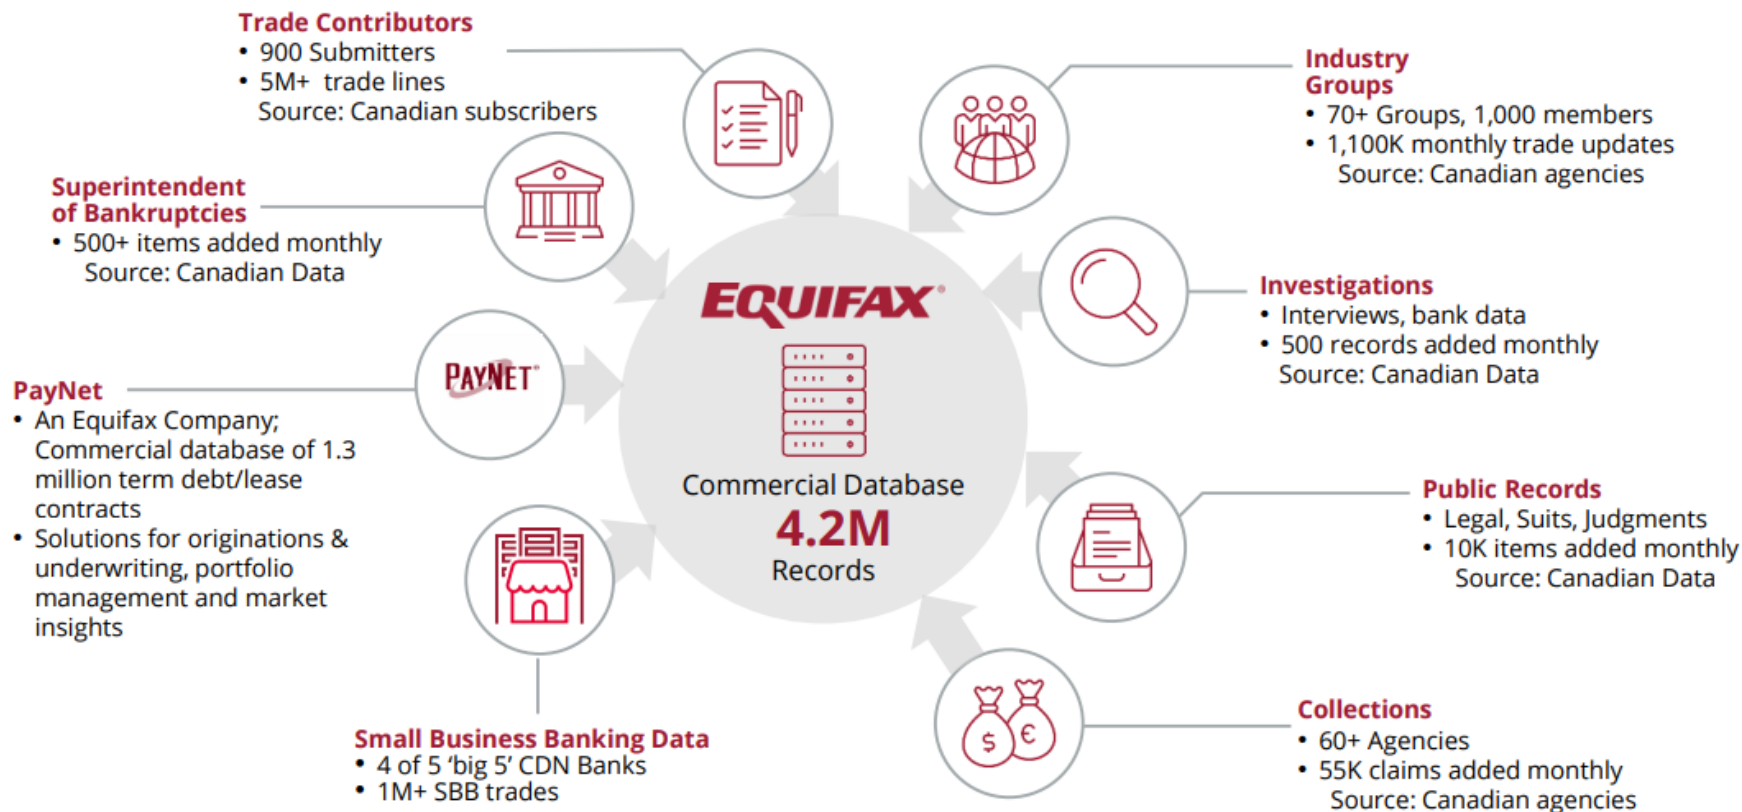 Trade Contributors
• 900 Submitters
• 5M+ trade lines
Source: Canadian subscribers
Industry
Groups
• 70+ Groups, 1,000 members
• 1,100K monthly trade updates
Source: Canadian agencies
Superintendent
of Bankruptcies
• 500+ items added monthly
Source: Canadian Data
EQUIFAX®
Commercial Database
4.2M
Records
Investigations
• Interviews, bank data
• 500 records added monthly
Source: Canadian Data
PAYNET®
PayNet
• An Equifax Company;
Commercial database of 1.3
million term debt/lease
contracts
• Solutions for originations &
underwriting, portfolio
management and market
insights
Public Records
• Legal, Suits, Judgments
• 10K items added monthly
Source: Canadian Data
Small Business Banking Data
• 4 of 5 ‘big 5’ CDN Banks
• 1M+ SBB trades
$ €
Collections
• 60+ Agencies
• 55K claims added monthly
Source: Canadian agencies